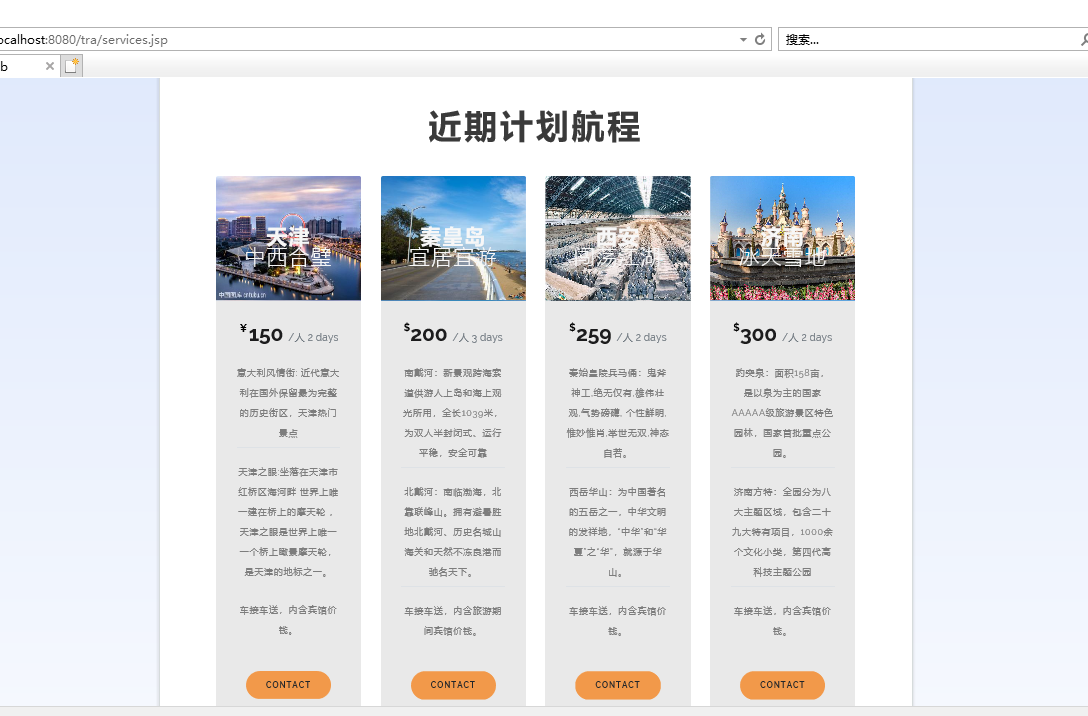 ocalhost:8080/tra/services.jsp
搜索...
b
近期计划航程
天津
中西合璧
中国图库 cntuku.cn
¥150 /人 2 days
意大利风情街: 近代意大
利在国外保留最为完整
的历史街区，天津热门
景点
天津之眼:坐落在天津市
红桥区海河畔 世界上唯
一建在桥上的摩天轮 ，
天津之眼是世界上唯一
一个桥上瞰景摩天轮，
是天津的地标之一。
车接车送，内含宾馆价
钱。
CONTACT
秦皇岛
宜居宜游
$200 /人 3 days
南戴河：新景观跨海索
道供游人上岛和海上观
光所用，全长1039米，
为双人半封闭式、运行
平稳，安全可靠
北戴河：南临渤海，北
靠联峰山。拥有避暑胜
地北戴河、历史名城山
海关和天然不冻良港而
驰名天下。
车接车送，内含旅游期
间宾馆价钱。
CONTACT
西安
闯荡江湖
$259 /人 2 days
秦始皇陵兵马俑：鬼斧
神工,绝无仅有,雄伟壮
观,气势磅礴, 个性鲜明,
惟妙惟肖,举世无双,神态
自若。
西岳华山：为中国著名
的五岳之一，中华文明
的发祥地，“中华”和“华
夏”之“华”，就源于华
山。
车接车送，内含宾馆价
钱。
CONTACT
济南
冰天雪地
$300 /人 2 days
趵突泉：面积158亩，
是以泉为主的国家
AAAAA级旅游景区特色
园林，国家首批重点公
园。
济南方特：全园分为八
大主题区域，包含二十
九大特有项目，1000余
个文化小奖，第四代高
科技主题公园
车接车送，内含宾馆价
钱。
CONTACT